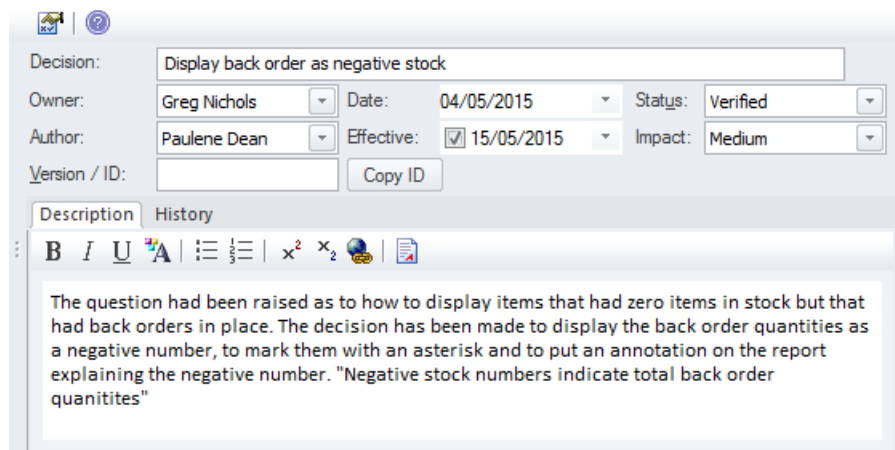 Decision: Display back order as negative stock
Owner: Greg Nichols Date: 04/05/2015 Status: Verified
Author: Paulene Dean Effective: 15/05/2015 Impact: Medium
Version / ID: Copy ID
Description History
B I U A x² x₂
The question had been raised as to how to display items that had zero items in stock but that
had back orders in place. The decision has been made to display the back order quantities as
a negative number, to mark them with an asterisk and to put an annotation on the report
explaining the negative number. "Negative stock numbers indicate total back order
quanitites"